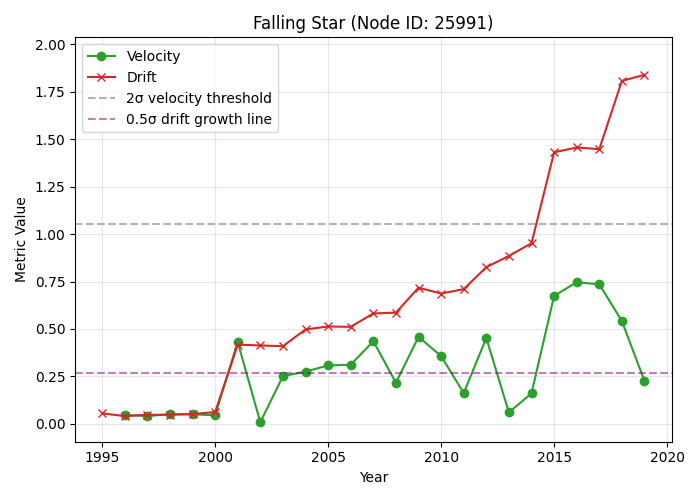 Falling Star (Node ID: 25991)
Velocity
Drift
2σ velocity threshold
0.5σ drift growth line
Metric Value
2.00
1.75
1.50
1.25
1.00
0.75
0.50
0.25
0.00
1995 2000 2005 2010 2015 2020
Year